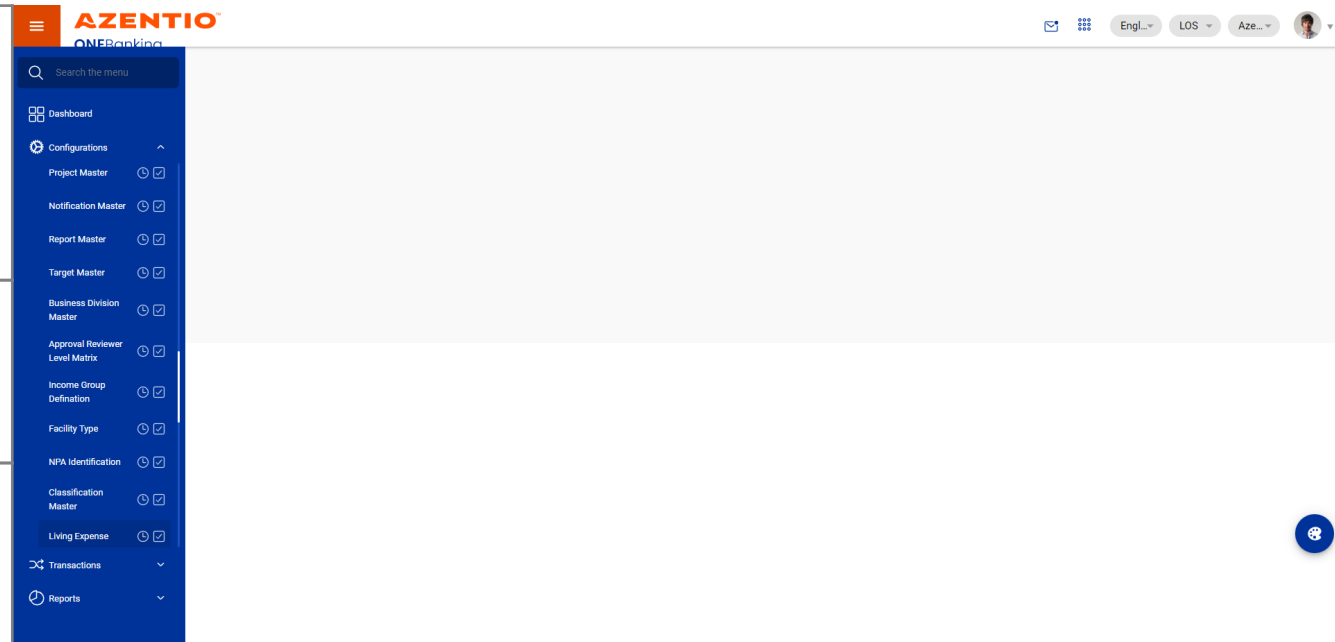 AZENTIO™
ONEBanking
Engl...
LOS
Aze...
Search the menu
Dashboard
Configurations
Project Master
Notification Master
Report Master
Target Master
Business Division
Master
Approval Reviewer
Level Matrix
Income Group
Defination
Facility Type
NPA Identification
Classification
Master
Living Expense
Transactions
Reports